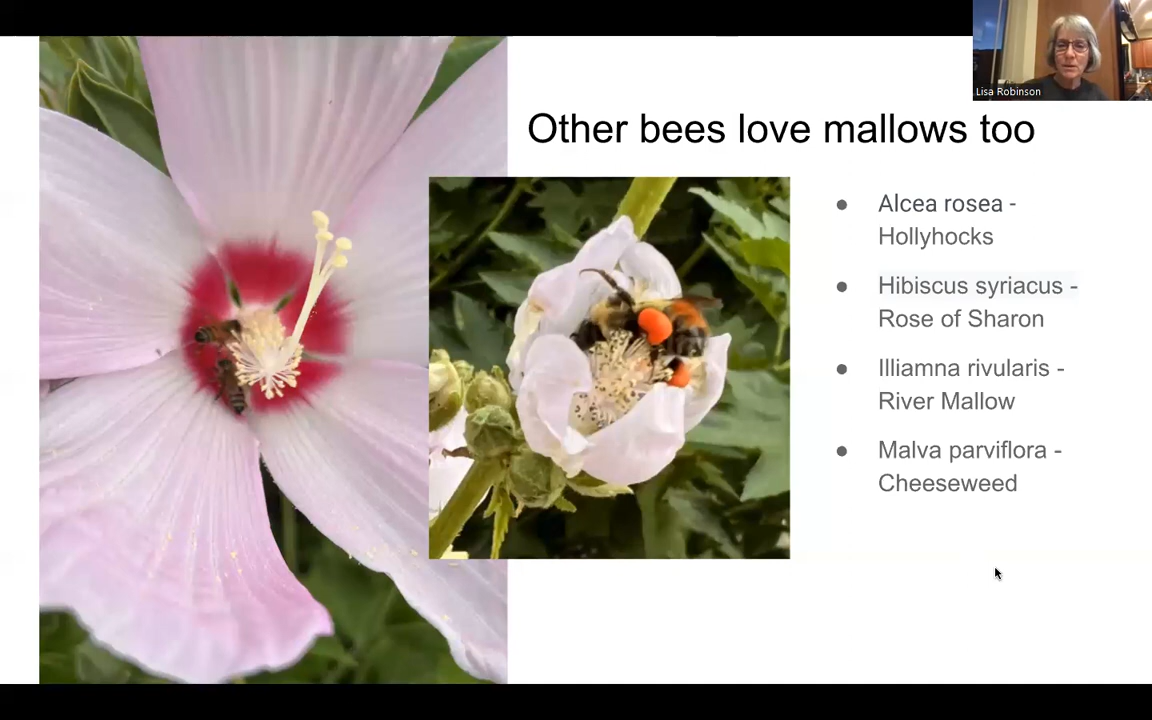 Lisa Robinson
Other bees love mallows too
● Alcea rosea -
Hollyhocks
● Hibiscus syriacus -
Rose of Sharon
● Illiamna rivularis -
River Mallow
● Malva parviflora -
Cheeseweed